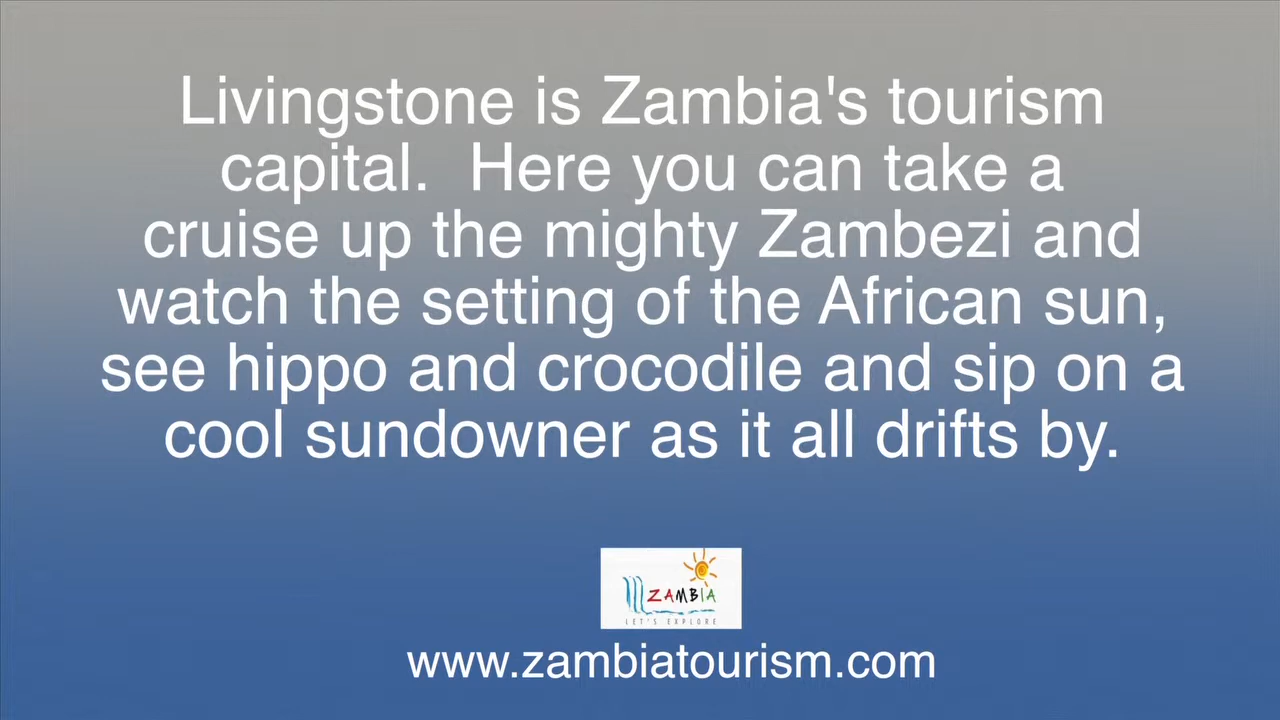 Livingstone is Zambia's tourism
capital.  Here you can take a
cruise up the mighty Zambezi and
watch the setting of the African sun,
see hippo and crocodile and sip on a
cool sundowner as it all drifts by.
ZAMBIA
LET'S EXPLORE
www.zambiatourism.com